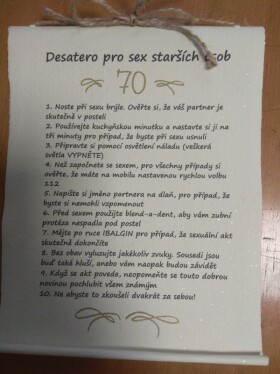 Desatero pro sex starších osob
70
1. Noste při sexu brýle. Ověřte si, že váš partner je
skutečně v posteli
2. Používejte kuchyňskou minutku a nastavte si ji na
tři minuty pro případ, že byste při sexu usnuli
3. Připravte si pomocí osvětlení náladu (veškerá
světla VYPNĚTE)
4. Než započnete se sexem, pro všechny případy si
ověřte, že máte na mobilu nastavenou rychlou volbu
112
5. Napište si jméno partnera na dlaň, pro případ, že
byste si nemohli vzpomenout
6. Před sexem použijte blend-a-dent, aby vám zubní
protéza nespadla pod postel
7. Mějte po ruce IBALGIN pro případ, že sexuální akt
skutečně dokončíte
8. Bez obav vyluzujte jakékoliv zvuky. Sousedi jsou
buď také hluší, anebo vám naopak budou závidět
9. Když se akt povede, neopomeňte se touto dobrou
novinou pochlubit všem známým
10. Ne abyste to zkoušeli dvakrát za sebou!